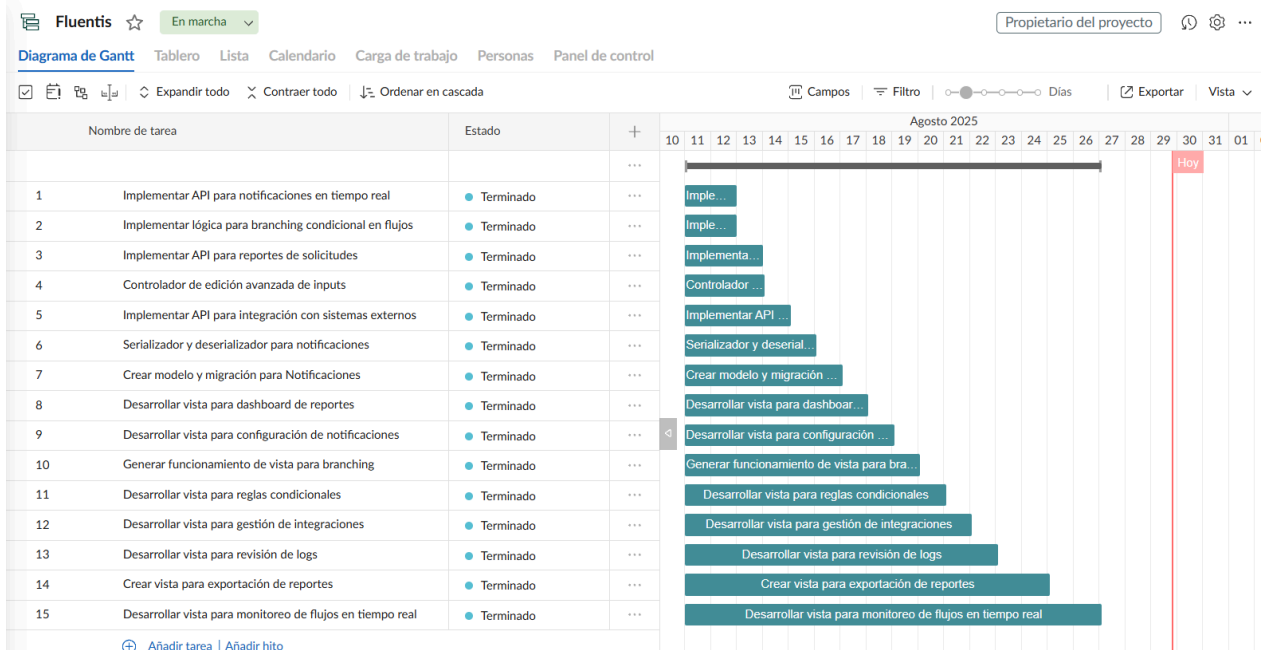 Fluentis En marcha Propietario del proyecto
Diagrama de Gantt Tablero Lista Calendario Carga de trabajo Personas Panel de control
Expandir todo Contraer todo Ordenar en cascada Campos Filtro Días Exportar Vista
Nombre de tarea Estado Agosto 2025
10 11 12 13 14 15 16 17 18 19 20 21 22 23 24 25 26 27 28 29 30 31 01
Hoy
1 Implementar API para notificaciones en tiempo real Terminado Imple...
2 Implementar lógica para branching condicional en flujos Terminado Imple...
3 Implementar API para reportes de solicitudes Terminado Implementa...
4 Controlador de edición avanzada de inputs Terminado Controlador ...
5 Implementar API para integración con sistemas externos Terminado Implementar API ...
6 Serializador y deserializador para notificaciones Terminado Serializador y deserial...
7 Crear modelo y migración para Notificaciones Terminado Crear modelo y migración ...
8 Desarrollar vista para dashboard de reportes Terminado Desarrollar vista para dashboar...
9 Desarrollar vista para configuración de notificaciones Terminado Desarrollar vista para configuración ...
10 Generar funcionamiento de vista para branching Terminado Generar funcionamiento de vista para bra...
11 Desarrollar vista para reglas condicionales Terminado Desarrollar vista para reglas condicionales
12 Desarrollar vista para gestión de integraciones Terminado Desarrollar vista para gestión de integraciones
13 Desarrollar vista para revisión de logs Terminado Desarrollar vista para revisión de logs
14 Crear vista para exportación de reportes Terminado Crear vista para exportación de reportes
15 Desarrollar vista para monitoreo de flujos en tiempo real Terminado Desarrollar vista para monitoreo de flujos en tiempo real
Añadir tarea | Añadir hito